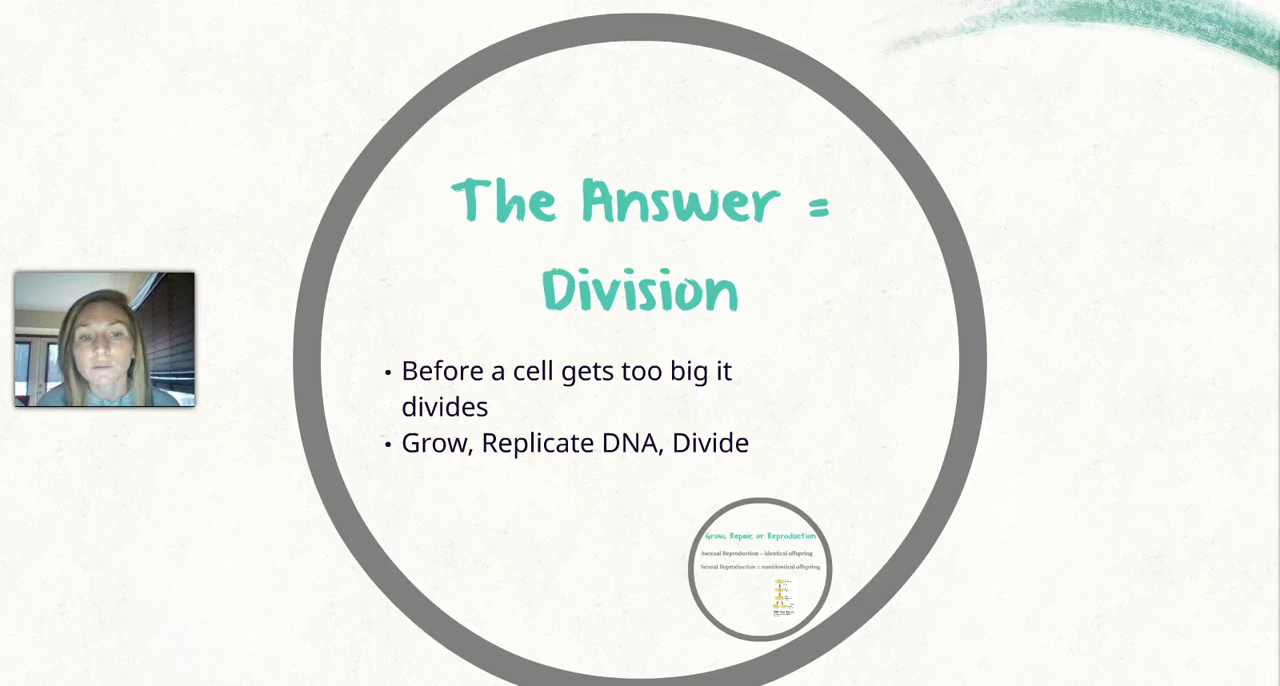 The Answer =
Division
• Before a cell gets too big it
divides
• Grow, Replicate DNA, Divide
Grow, Repair, or Reproduction
Asexual Reproduction = identical offspring
Sexual Reproduction = nonidentical offspring